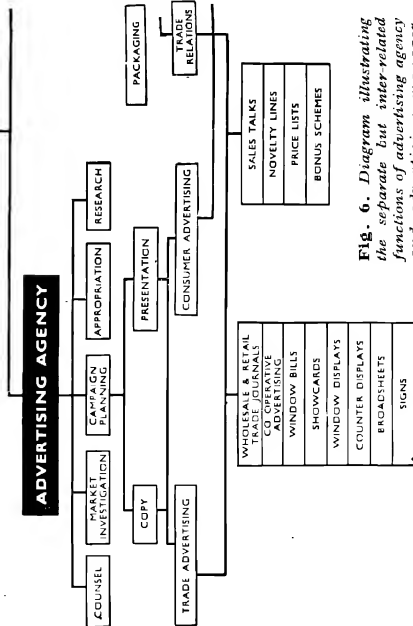 ADVERTISING AGENCY
COUNSEL
MARKET
INVESTIGATION
CAMPAIGN
PLANNING
APPROPRIATION
RESEARCH
COPY
PRESENTATION
PACKAGING
TRADE ADVERTISING
CONSUMER ADVERTISING
TRADE
RELATIONS
WHOLESALE & RETAIL
TRADE JOURNALS
CO OPERATIVE
ADVERTISING
WINDOW BILLS
SHOWCARDS
WINDOW DISPLAYS
COUNTER DISPLAYS
BROADSHEETS
SIGNS
SALES TALKS
NOVELTY LINES
PRICE LISTS
BONUS SCHEMES
Fig. 6. Diagram illustrating
the separate but inter-related
functions of advertising agency